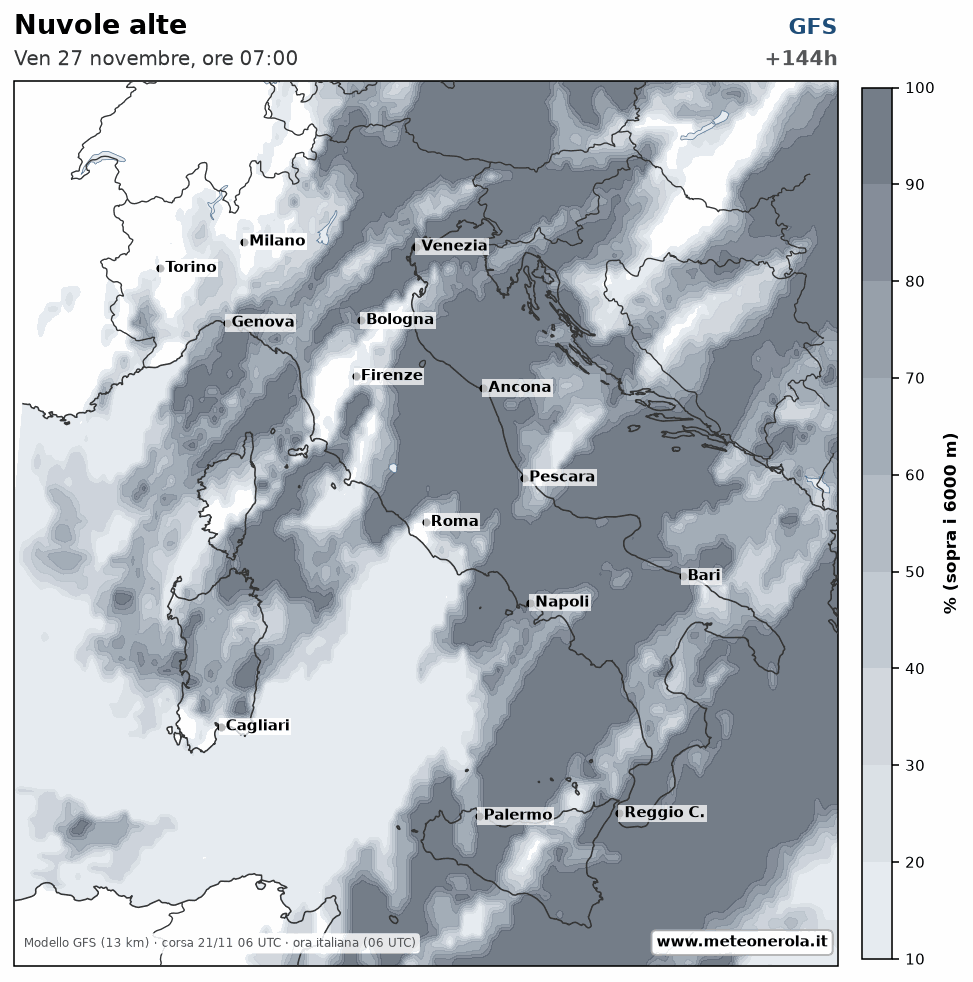 Nuvole alte
GFS
Ven 27 novembre, ore 07:00
+144h
100
90
80
70
60
50
40
30
20
10
% (sopra i 6000 m)
Milano
Venezia
Torino
Genova
Bologna
Firenze
Ancona
Pescara
Roma
Bari
Napoli
Cagliari
Palermo
Reggio C.
Modello GFS (13 km) · corsa 21/11 06 UTC · ora italiana (06 UTC)
www.meteonerola.it